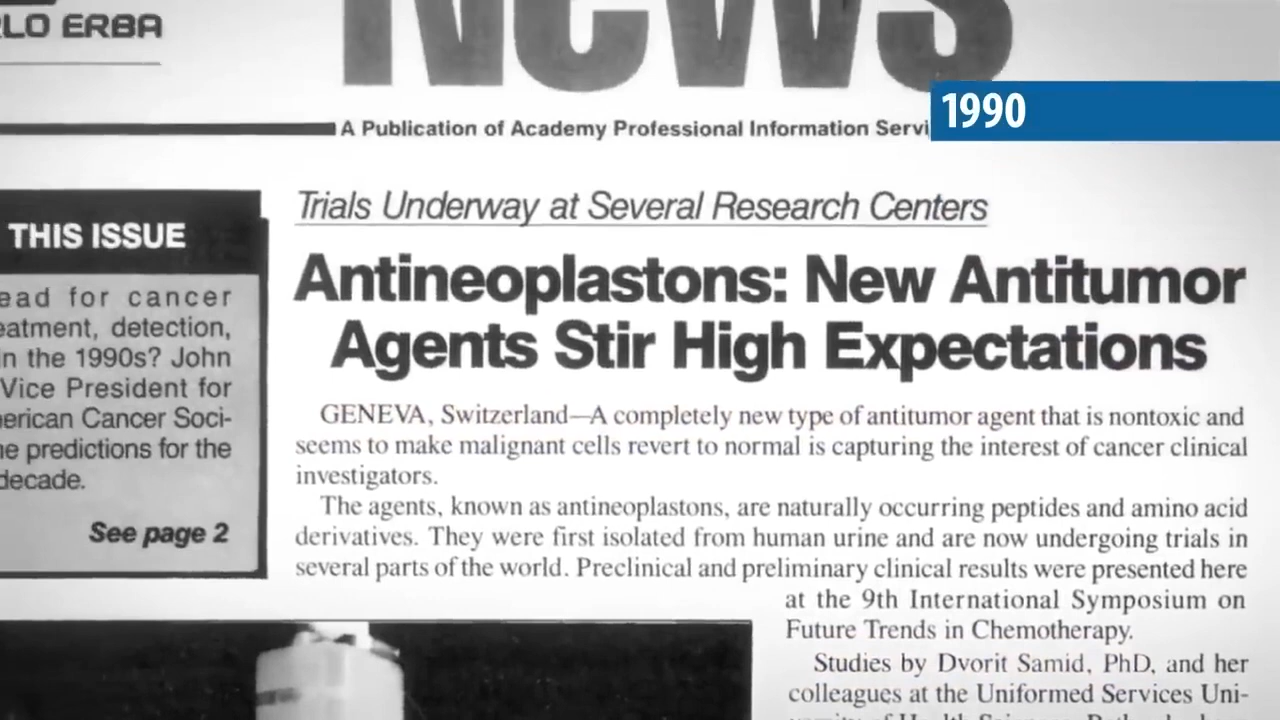 LO ERBA
News
1990
A Publication of Academy Professional Information
Trials Underway at Several Research Centers
Antineoplastons: New Antitumor
Agents Stir High Expectations
THIS ISSUE
ead for cancer
eatment, detection,
in the 1990s? John
Vice President for
erican Cancer Soci-
e predictions for the
decade.
See page 2
GENEVA, Switzerland—A completely new type of antitumor agent that is nontoxic and
seems to make malignant cells revert to normal is capturing the interest of cancer clinical
investigators.
The agents, known as antineoplastons, are naturally occurring peptides and amino acid
derivatives. They were first isolated from human urine and are now undergoing trials in
several parts of the world. Preclinical and preliminary clinical results were presented here
at the 9th International Symposium on
Future Trends in Chemotherapy.
Studies by Dvorit Samid, PhD, and her
colleagues at the Uniformed Services Uni-